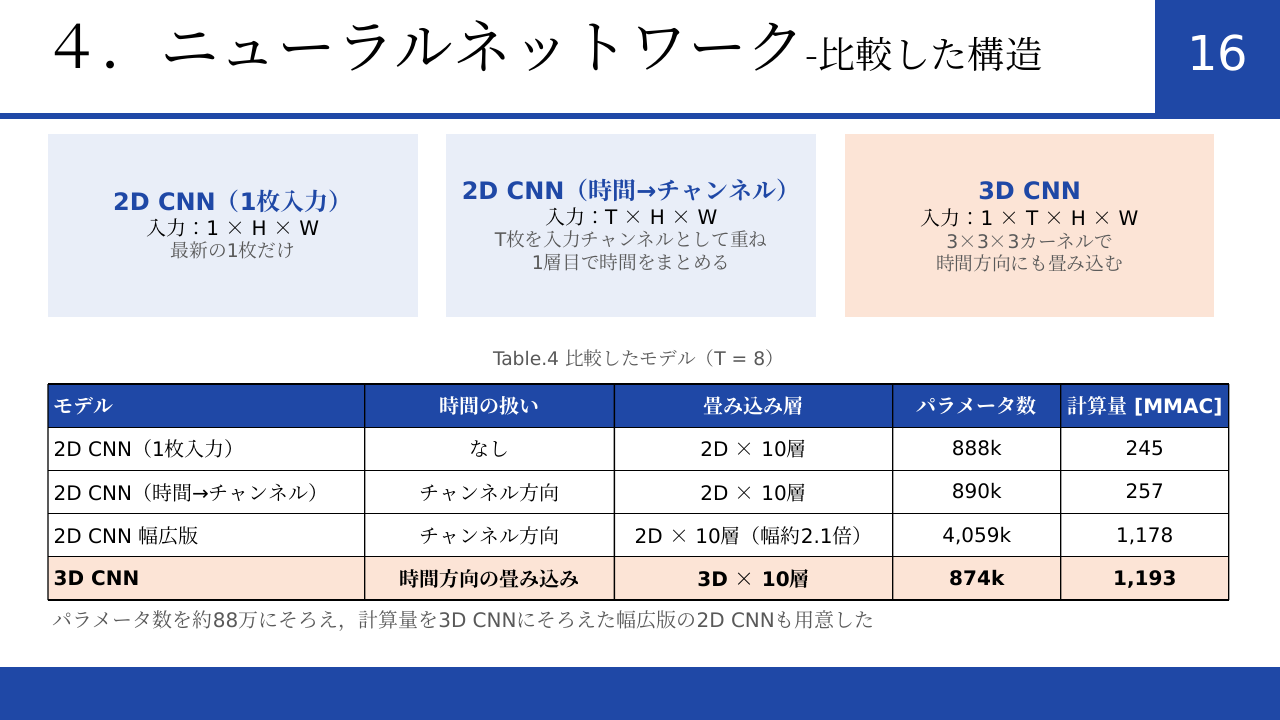 4．ニューラルネットワーク-比較した構造
16
2D CNN（1枚入力）
入力：1 × H × W
最新の1枚だけ
2D CNN（時間→チャンネル）
入力：T × H × W
T枚を入力チャンネルとして重ね
1層目で時間をまとめる
3D CNN
入力：1 × T × H × W
3×3×3カーネルで
時間方向にも畳み込む
Table.4 比較したモデル（T = 8）
モデル 時間の扱い 畳み込み層 パラメータ数 計算量 [MMAC]
2D CNN（1枚入力） なし 2D × 10層 888k 245
2D CNN（時間→チャンネル） チャンネル方向 2D × 10層 890k 257
2D CNN 幅広版 チャンネル方向 2D × 10層（幅約2.1倍） 4,059k 1,178
3D CNN 時間方向の畳み込み 3D × 10層 874k 1,193
パラメータ数を約88万にそろえ，計算量を3D CNNにそろえた幅広版の2D CNNも用意した